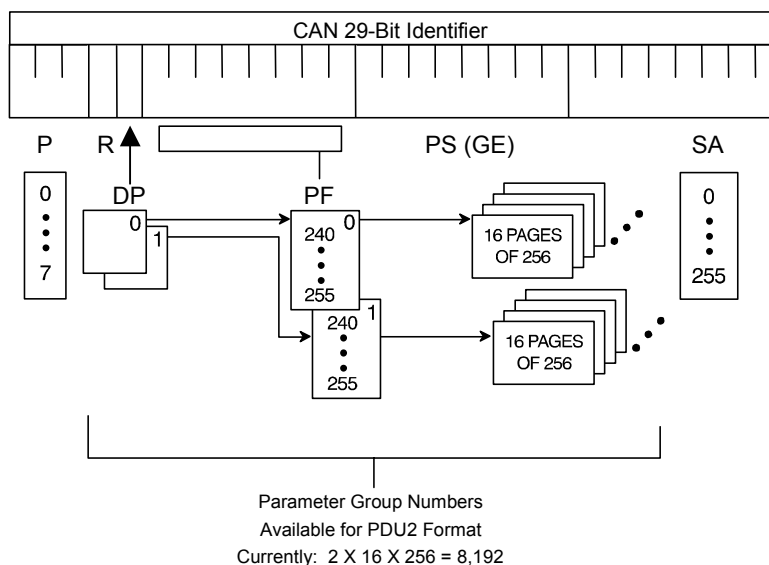 CAN 29-Bit Identifier
P R PS (GE) SA
DP PF
0
7
0
1
0
240
255
1
240
255
16 PAGES
OF 256
16 PAGES
OF 256
0
255
Parameter Group Numbers
Available for PDU2 Format
Currently: 2 X 16 X 256 = 8,192